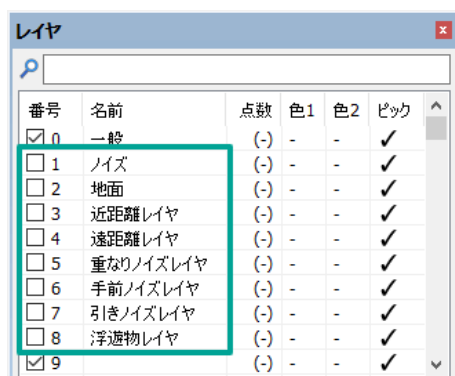 レイヤ
番号 名前 点数 色1 色2 ピック
0 一般 (-) - -
1 ノイズ (-) - -
2 地面 (-) - -
3 近距離レイヤ (-) - -
4 遠距離レイヤ (-) - -
5 重なりノイズレイヤ (-) - -
6 手前ノイズレイヤ (-) - -
7 引きノイズレイヤ (-) - -
8 浮遊物レイヤ (-) - -
9 (-) - -